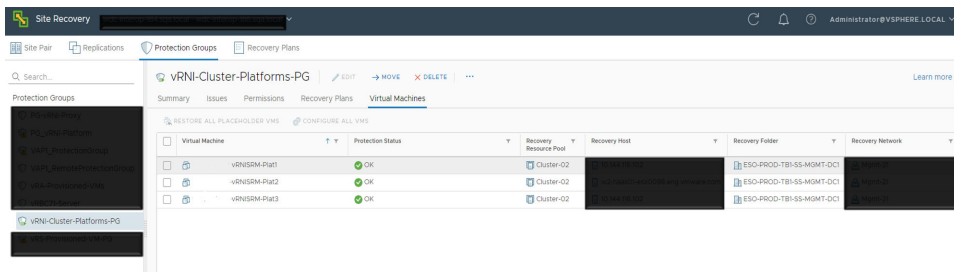 Site Recovery
Administrator@VSPHERE.LOCAL
Site Pair
Replications
Protection Groups
Recovery Plans
Search...
vRNI-Cluster-Platforms-PG
EDIT
MOVE
DELETE
...
Learn more
Protection Groups
Summary
Issues
Permissions
Recovery Plans
Virtual Machines
RESTORE ALL PLACEHOLDER VMS
CONFIGURE ALL VMS
Virtual Machine
Protection Status
Recovery Resource Pool
Recovery Host
Recovery Folder
Recovery Network
vRNISRM-Plat1
OK
Cluster-02
ESO-PROD-TB1-SS-MGMT-DC1
vRNISRM-Plat2
OK
Cluster-02
ESO-PROD-TB1-SS-MGMT-DC1
vRNISRM-Plat3
OK
Cluster-02
ESO-PROD-TB1-SS-MGMT-DC1
vRNI-Cluster-Platforms-PG